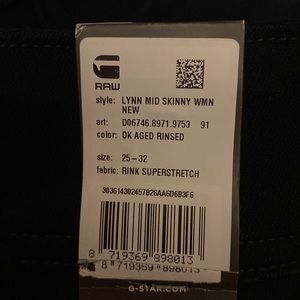 RAW
style: LYNN MID SKINNY WMN
NEW
art: D06746.8971.9753 91
color: DK AGED RINSED
size: 25-32
fabric: RINK SUPERSTRETCH
303614302457B26AA6D6B3F6
8 719369 898013
8 719369 898013
G-STAR.COM